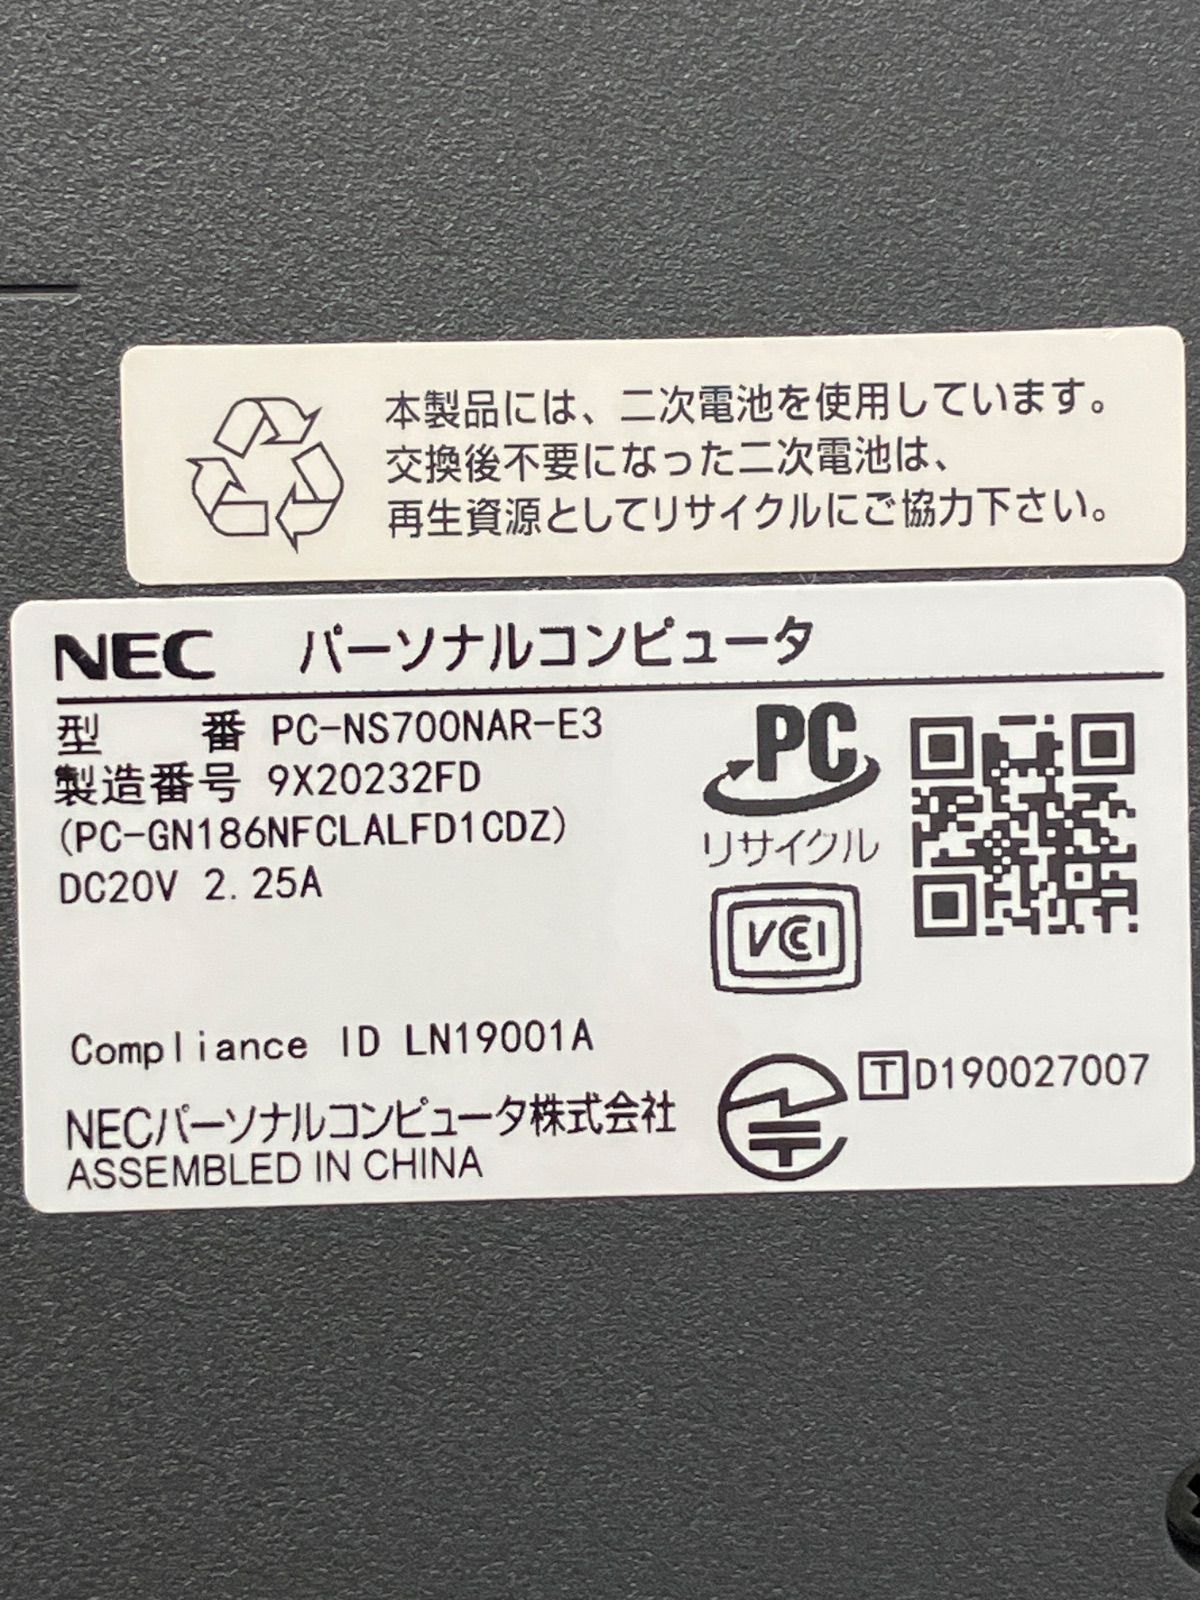 本製品には、二次電池を使用しています。
交換後不要になった二次電池は、
再生資源としてリサイクルにご協力下さい。
NEC パーソナルコンピュータ
型 番 PC-NS700NAR-E3
製造番号 9X20232FD
(PC-GN186NFCLALFD1CDZ)
DC20V 2.25A
PC
リサイクル
VCCI
Compliance ID LN19001A
T D190027007
NECパーソナルコンピュータ株式会社
ASSEMBLED IN CHINA